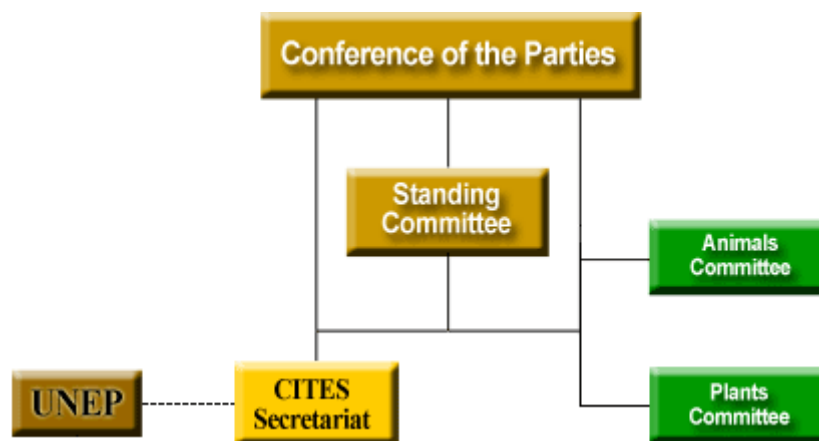 Conference of the Parties
Standing
Committee
Animals
Committee
UNEP
CITES
Secretariat
Plants
Committee